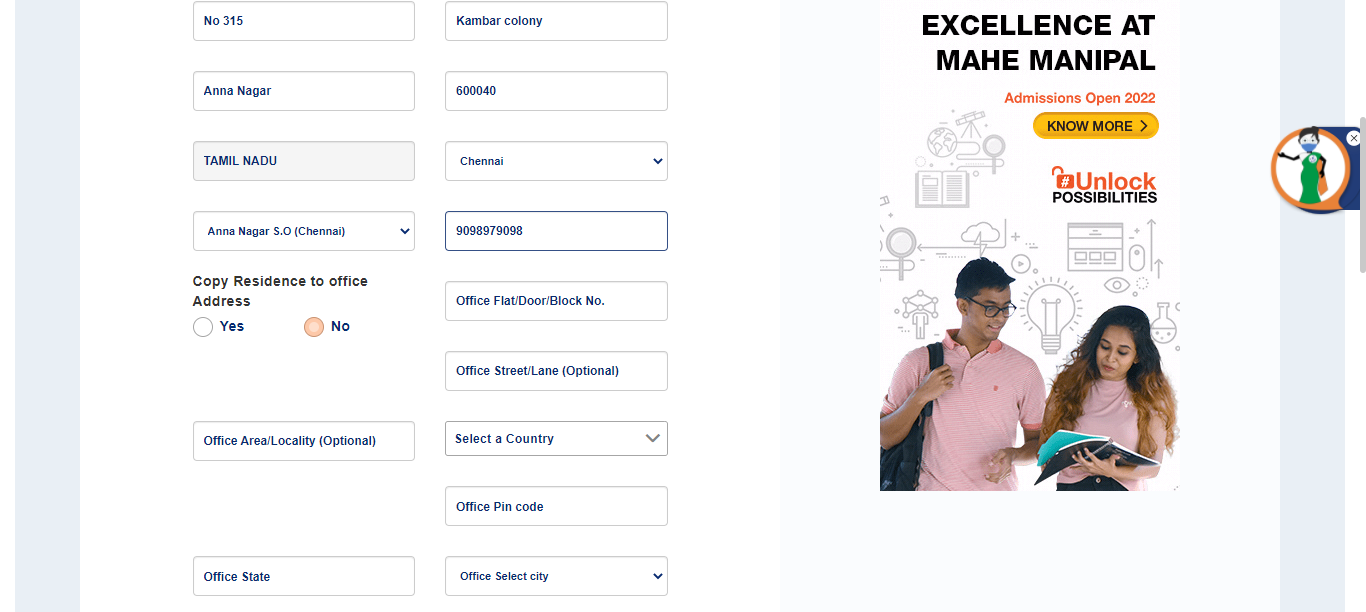 No 315
Kambar colony
Anna Nagar
600040
TAMIL NADU
Chennai
Anna Nagar S.O (Chennai)
9098979098
Copy Residence to office
Address
Yes
No
Office Flat/Door/Block No.
Office Street/Lane (Optional)
Office Area/Locality (Optional)
Select a Country
Office Pin code
Office State
Office Select city
EXCELLENCE AT
MAHE MANIPAL
Admissions Open 2022
KNOW MORE
#Unlock
POSSIBILITIES